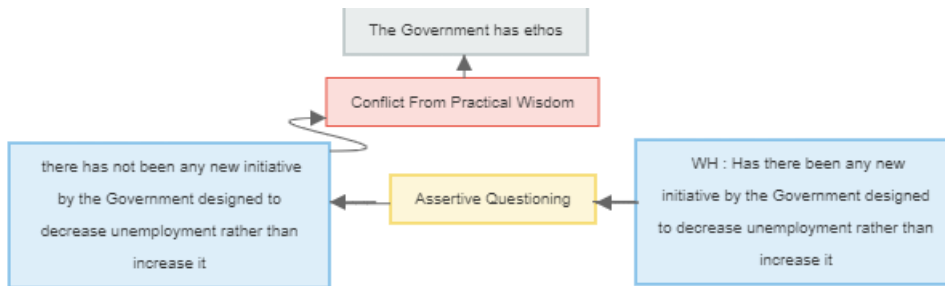 The Government has ethos
Conflict From Practical Wisdom
there has not been any new initiative
by the Government designed to
decrease unemployment rather than
increase it
Assertive Questioning
WH : Has there been any new
initiative by the Government designed
to decrease unemployment rather than
increase it